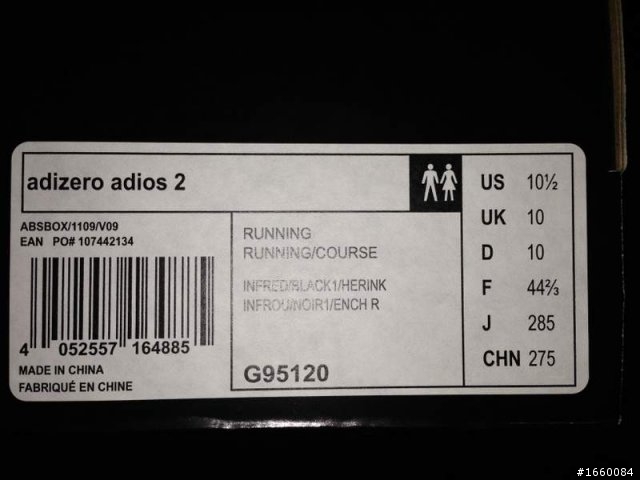 adizero adios 2
ABSBOX/1109/V09
EAN PO# 107442134
4 052557 164885
MADE IN CHINA
FABRIQUÉ EN CHINE
RUNNING
RUNNING/COURSE
INFRED/BLACK1/HERINK
INFROU/NOIR1/ENCH R
G95120
US 10½
UK 10
D 10
F 44⅔
J 285
CHN 275
#1660084